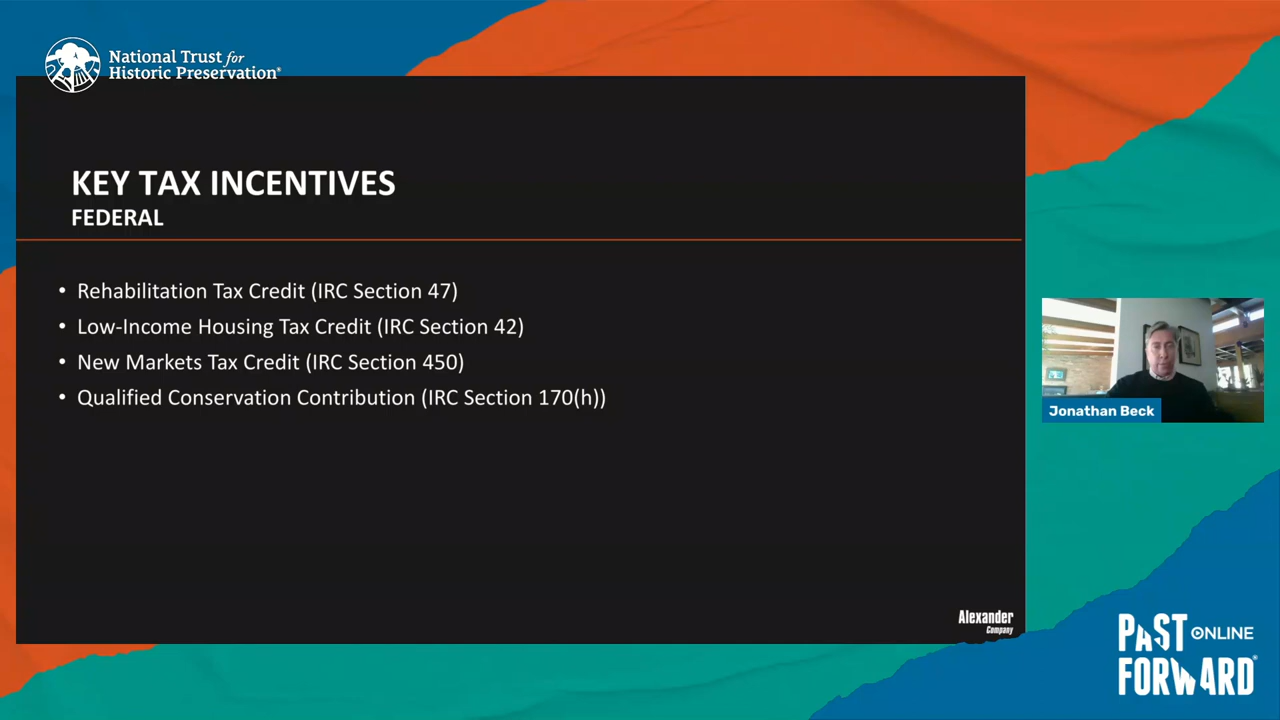 National Trust for
Historic Preservation®
KEY TAX INCENTIVES
FEDERAL
• Rehabilitation Tax Credit (IRC Section 47)
• Low-Income Housing Tax Credit (IRC Section 42)
• New Markets Tax Credit (IRC Section 450)
• Qualified Conservation Contribution (IRC Section 170(h))
Jonathan Beck
Alexander
Company
PAST ONLINE
FORWARD®